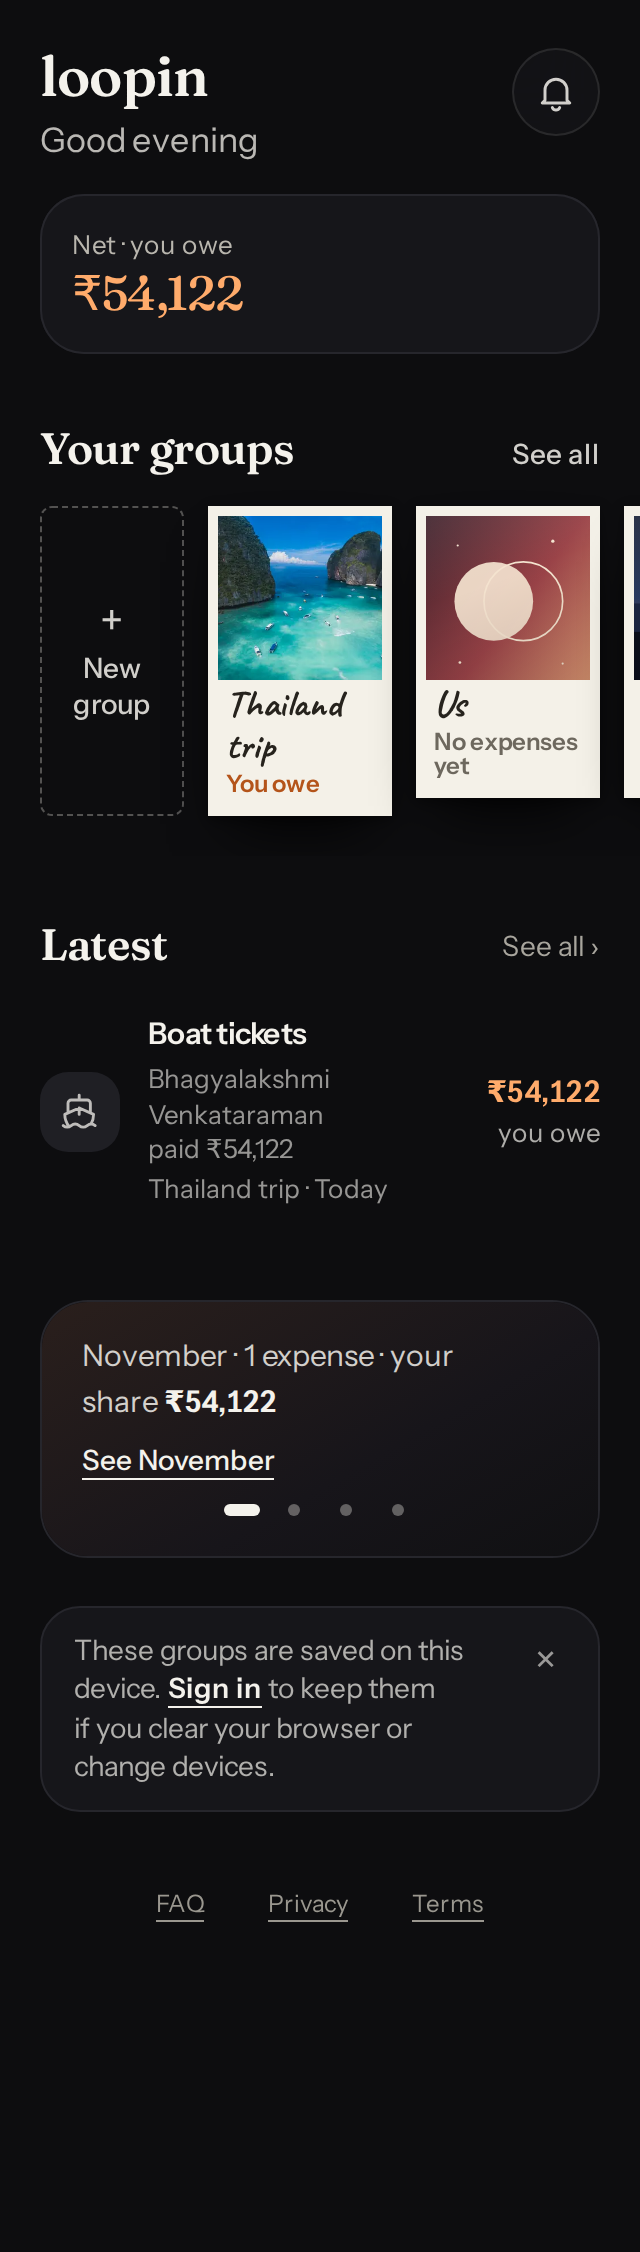 loopin
Good evening
Net · you owe
₹54,122
Your groups
See all
+
New
group
Thailand
trip
You owe
Us
No expenses
yet
Latest
See all ›
Boat tickets
Bhagyalakshmi
Venkataraman
paid ₹54,122
Thailand trip · Today
₹54,122
you owe
November · 1 expense · your
share ₹54,122
See November
These groups are saved on this
device. Sign in to keep them
if you clear your browser or
change devices.
×
FAQ
Privacy
Terms